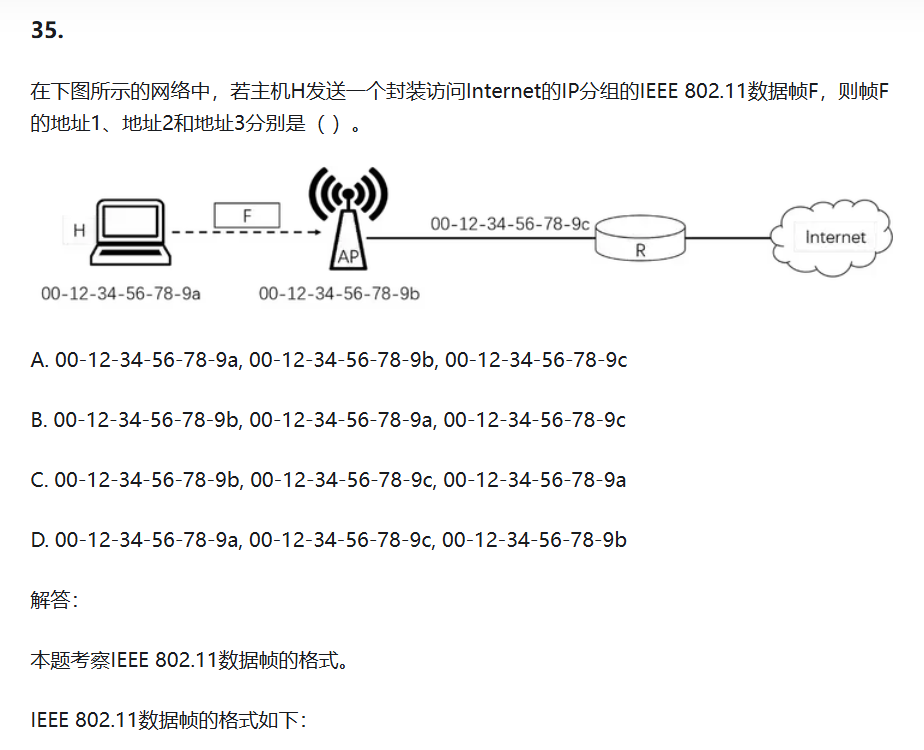 35.
在下图所示的网络中，若主机H发送一个封装访问Internet的IP分组的IEEE 802.11数据帧F，则帧F
的地址1、地址2和地址3分别是（ ）。
H
F
AP
00-12-34-56-78-9c
R
Internet
00-12-34-56-78-9a
00-12-34-56-78-9b
A. 00-12-34-56-78-9a, 00-12-34-56-78-9b, 00-12-34-56-78-9c
B. 00-12-34-56-78-9b, 00-12-34-56-78-9a, 00-12-34-56-78-9c
C. 00-12-34-56-78-9b, 00-12-34-56-78-9c, 00-12-34-56-78-9a
D. 00-12-34-56-78-9a, 00-12-34-56-78-9c, 00-12-34-56-78-9b
解答：
本题考察IEEE 802.11数据帧的格式。
IEEE 802.11数据帧的格式如下：